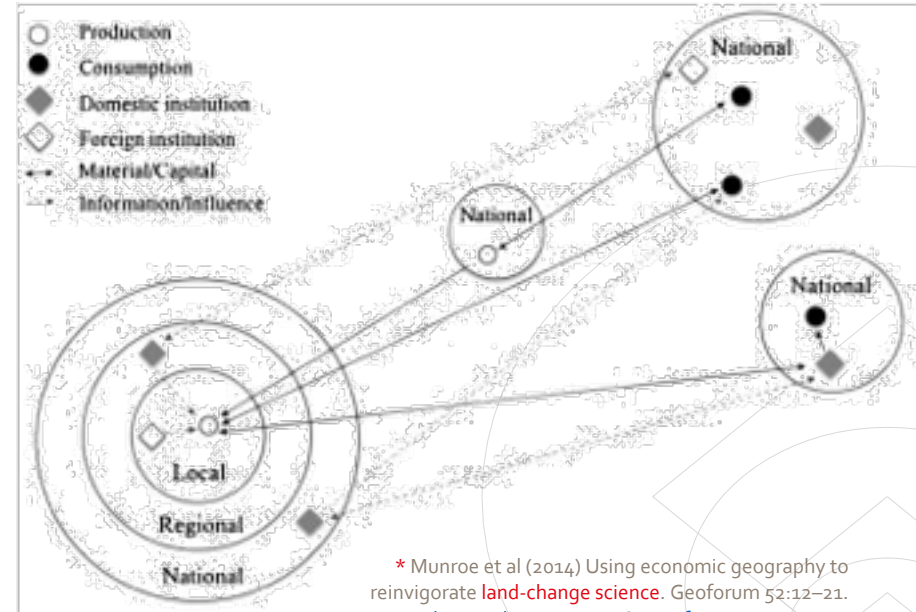 Production
Consumption
Domestic institution
Foreign institution
Material/Capital
Information/Influence
National
National
National
Local
Regional
National
* Munroe et al (2014) Using economic geography to
reinvigorate land-change science. Geoforum 52:12–21.